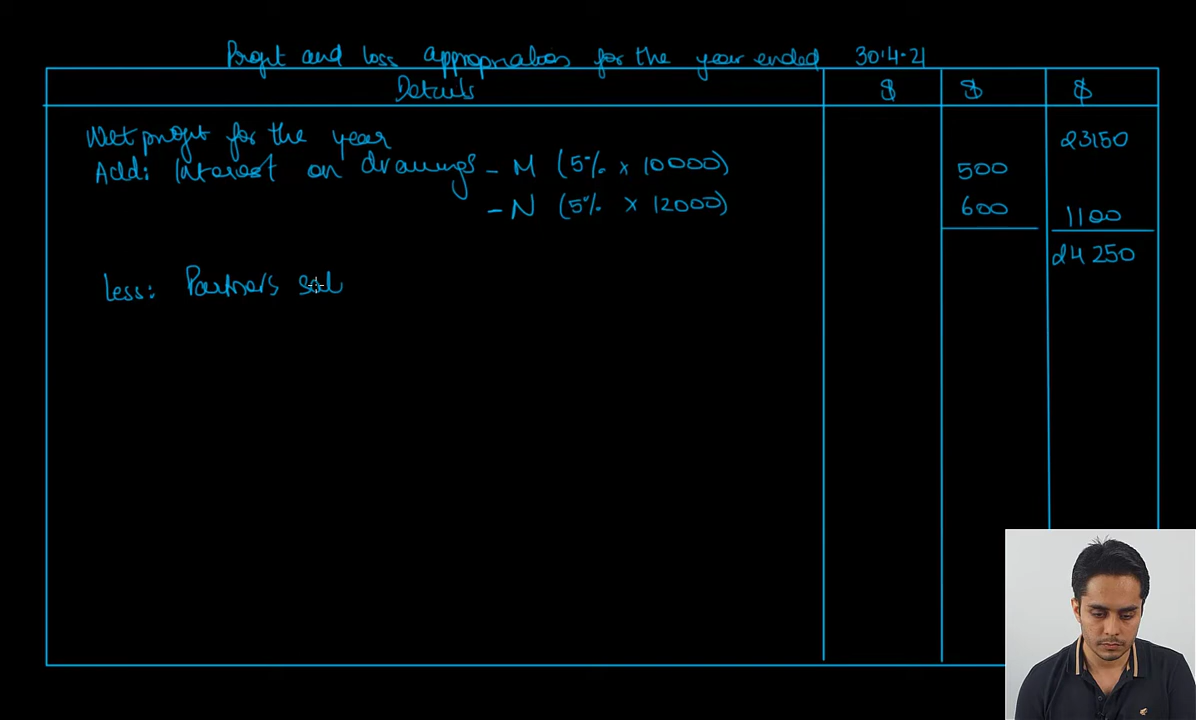 Profit and loss appropriation for the year ended 30.4.21
Details $ $ $
Net profit for the year 23150
Add: Interest on drawings - M (5% x 10000) 500
- N (5% x 12000) 600 1100
24250
Less: Partners sal